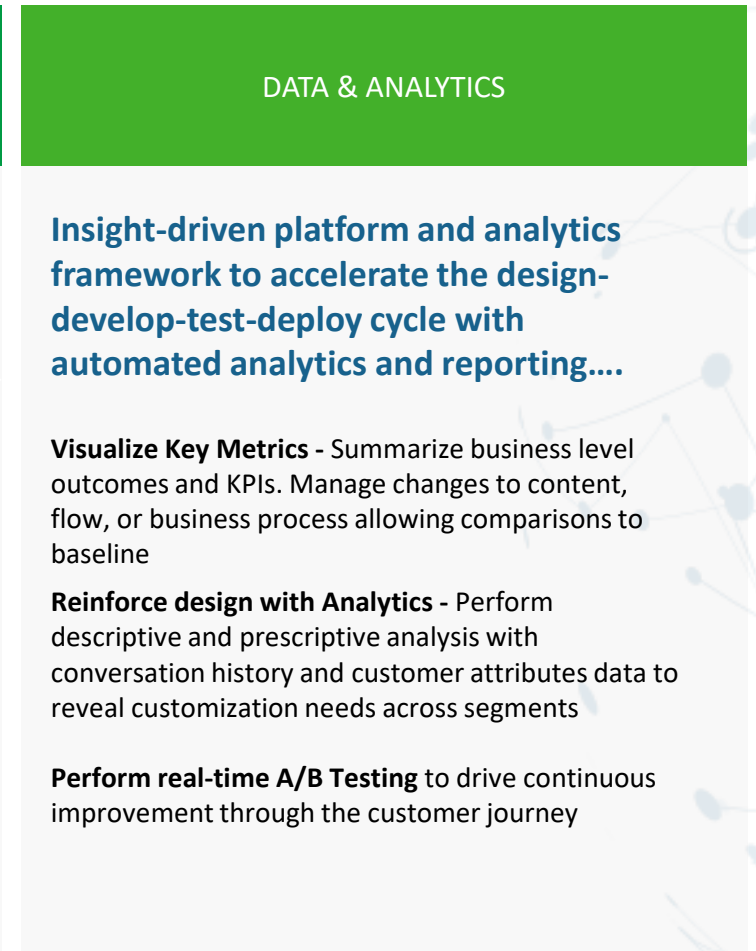 DATA & ANALYTICS
Insight-driven platform and analytics
framework to accelerate the design-
develop-test-deploy cycle with
automated analytics and reporting….
Visualize Key Metrics - Summarize business level
outcomes and KPIs. Manage changes to content,
flow, or business process allowing comparisons to
baseline
Reinforce design with Analytics - Perform
descriptive and prescriptive analysis with
conversation history and customer attributes data to
reveal customization needs across segments
Perform real-time A/B Testing to drive continuous
improvement through the customer journey